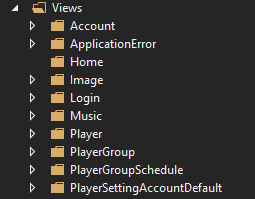 Views
Account
ApplicationError
Home
Image
Login
Music
Player
PlayerGroup
PlayerGroupSchedule
PlayerSettingAccountDefault